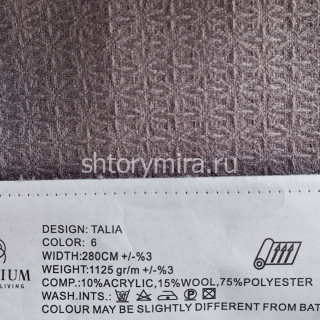 shtorymira.ru
DESIGN: TALIA
COLOR: 6
WIDTH:280CM +/-%3
WEIGHT:1125 gr/m +/-%3
COMP.:10%ACRYLIC,15%WOOL,75%POLYESTER
WASH.INTS.:
COLOUR MAY BE SLIGHTLY DIFFERENT FROM BAT
IUM
LIVING